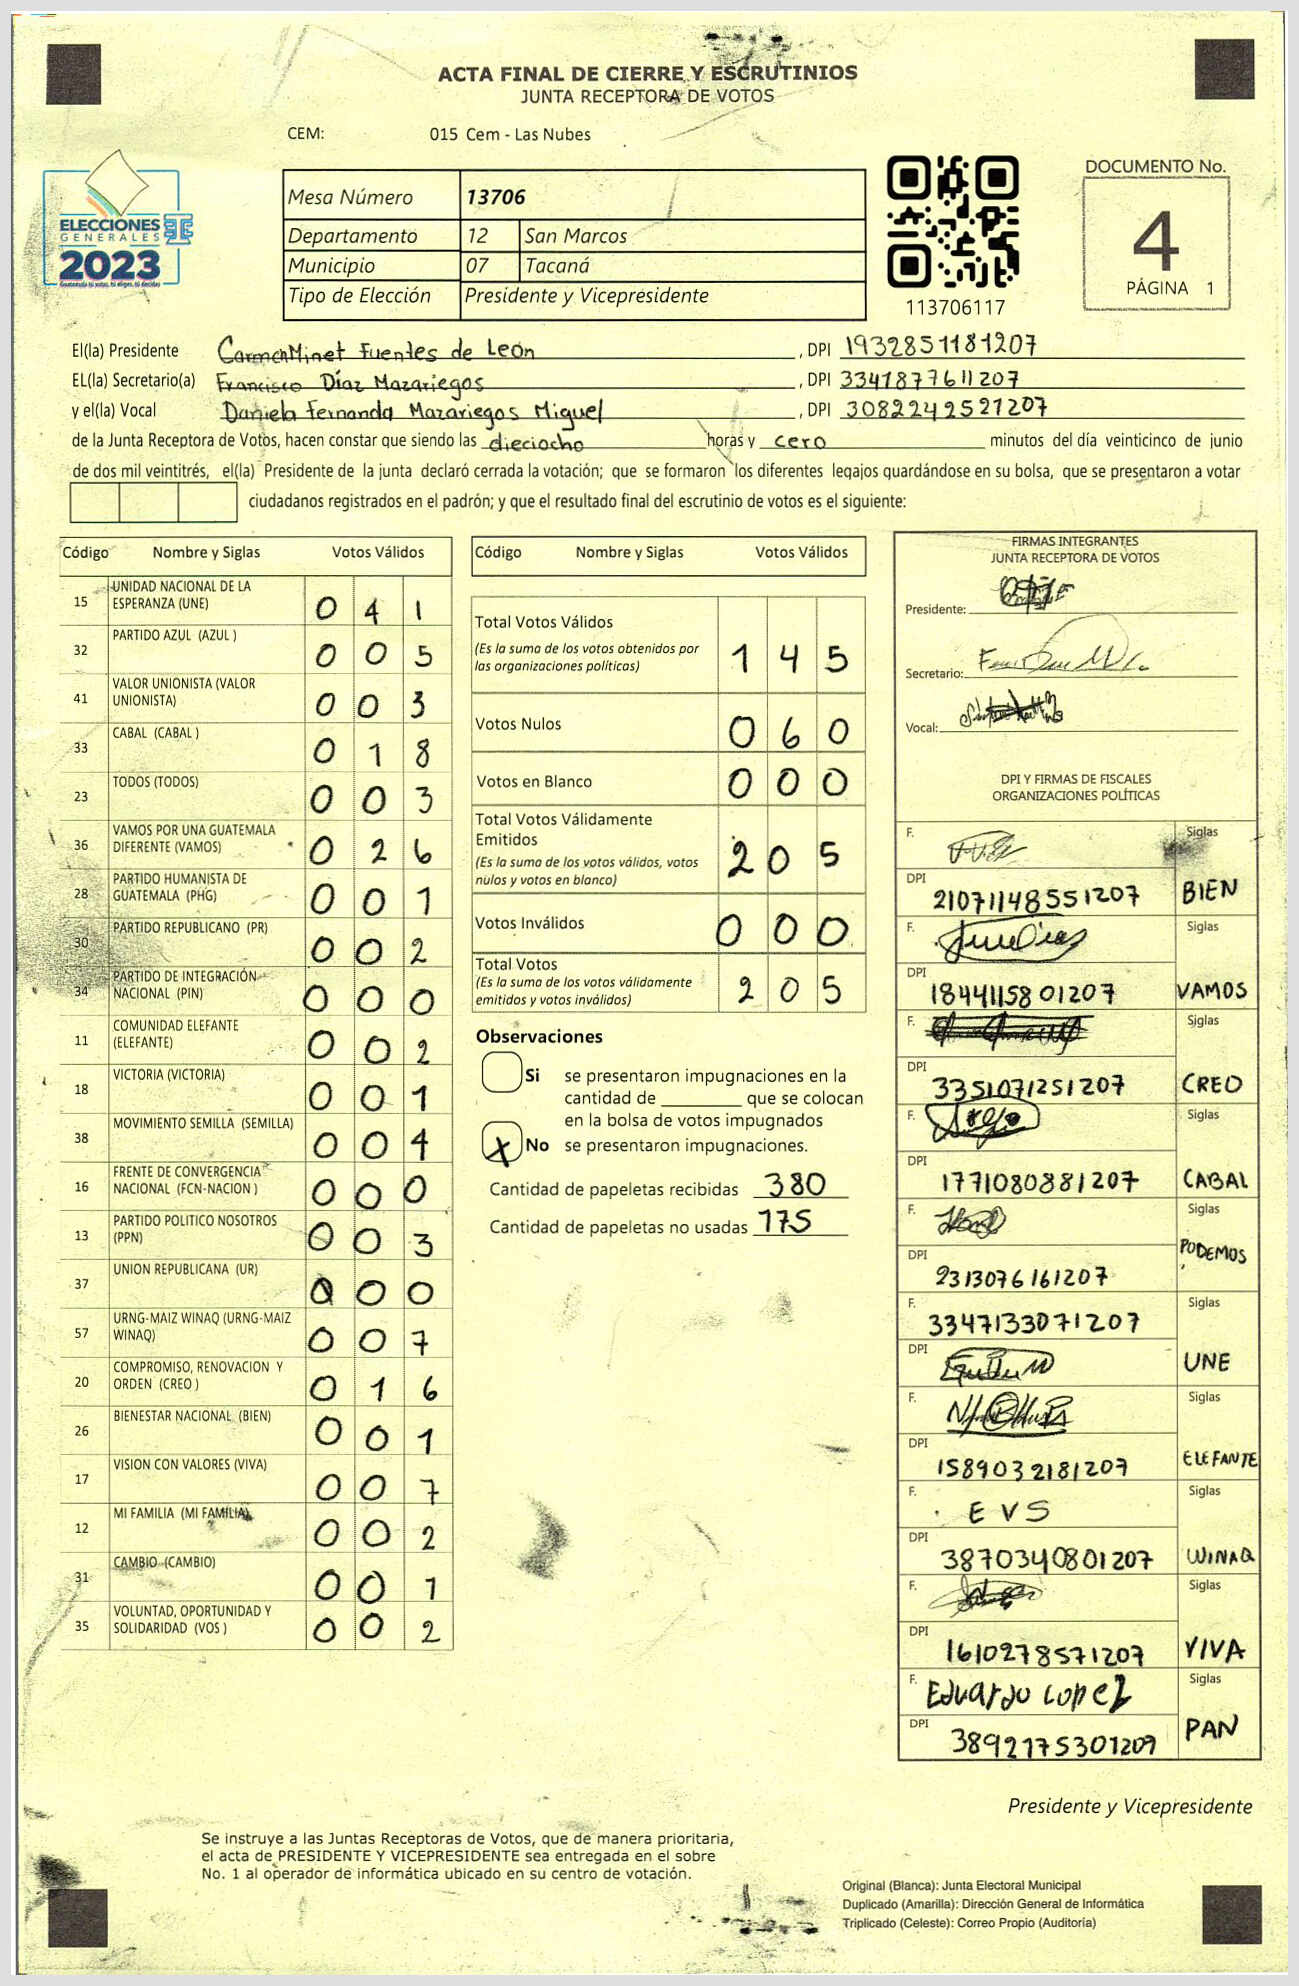 ACTA FINAL DE CIERRE Y ESCRUTINIOS
JUNTA RECEPTORA DE VOTOS
CEM: 015 Cem - Las Nubes
ELECCIONES
GENERALES
2023
Guatemala tú votas, tú eliges, tú decides
Mesa Número 13706
Departamento 12 San Marcos
Municipio 07 Tacaná
Tipo de Elección Presidente y Vicepresidente
113706117
DOCUMENTO No.
4
PÁGINA 1
El(la) Presidente Carmen Minet Fuentes de León , DPI 1932851181207
EL(la) Secretario(a) Francisco Díaz Mazariegos , DPI 3341877611207
y el(la) Vocal Daniela Fernanda Mazariegos Miguel , DPI 3082242521207
de la Junta Receptora de Votos, hacen constar que siendo las dieciocho horas y cero minutos del día veinticinco de junio
de dos mil veintitrés, el(la) Presidente de la junta declaró cerrada la votación; que se formaron los diferentes legajos guardándose en su bolsa, que se presentaron a votar
ciudadanos registrados en el padrón; y que el resultado final del escrutinio de votos es el siguiente:
Código Nombre y Siglas Votos Válidos
15 UNIDAD NACIONAL DE LA ESPERANZA (UNE) 0 4 1
32 PARTIDO AZUL (AZUL ) 0 0 5
41 VALOR UNIONISTA (VALOR UNIONISTA) 0 0 3
33 CABAL (CABAL ) 0 1 8
23 TODOS (TODOS) 0 0 3
36 VAMOS POR UNA GUATEMALA DIFERENTE (VAMOS) 0 2 6
28 PARTIDO HUMANISTA DE GUATEMALA (PHG) 0 0 1
30 PARTIDO REPUBLICANO (PR) 0 0 2
34 PARTIDO DE INTEGRACIÓN NACIONAL (PIN) 0 0 0
11 COMUNIDAD ELEFANTE (ELEFANTE) 0 0 2
18 VICTORIA (VICTORIA) 0 0 1
38 MOVIMIENTO SEMILLA (SEMILLA) 0 0 4
16 FRENTE DE CONVERGENCIA NACIONAL (FCN-NACION ) 0 0 0
13 PARTIDO POLITICO NOSOTROS (PPN) 0 0 3
37 UNION REPUBLICANA (UR) 0 0 0
57 URNG-MAIZ WINAQ (URNG-MAIZ WINAQ) 0 0 7
20 COMPROMISO, RENOVACION Y ORDEN (CREO ) 0 1 6
26 BIENESTAR NACIONAL (BIEN) 0 0 1
17 VISION CON VALORES (VIVA) 0 0 7
12 MI FAMILIA (MI FAMILIA) 0 0 2
31 CAMBIO (CAMBIO) 0 0 1
35 VOLUNTAD, OPORTUNIDAD Y SOLIDARIDAD (VOS ) 0 0 2
Código Nombre y Siglas Votos Válidos
Total Votos Válidos 1 4 5
(Es la suma de los votos obtenidos por
las organizaciones políticas)
Votos Nulos 0 6 0
Votos en Blanco 0 0 0
Total Votos Válidamente
Emitidos 2 0 5
(Es la suma de los votos válidos, votos
nulos y votos en blanco)
Votos Inválidos 0 0 0
Total Votos 2 0 5
(Es la suma de los votos válidamente
emitidos y votos inválidos)
Observaciones
Si se presentaron impugnaciones en la
cantidad de ________ que se colocan
en la bolsa de votos impugnados
X No se presentaron impugnaciones.
Cantidad de papeletas recibidas 380
Cantidad de papeletas no usadas 175
FIRMAS INTEGRANTES
JUNTA RECEPTORA DE VOTOS
Presidente:
Secretario:
Vocal:
DPI Y FIRMAS DE FISCALES
ORGANIZACIONES POLÍTICAS
F. Siglas
DPI 21071148551207 BIEN
F. Siglas
DPI 1844115801207 VAMOS
F. Siglas
DPI 3351071251207 CREO
F. Siglas
DPI 1771080881207 CABAL
F. Siglas
DPI 2313076161207 PODEMOS
F. 3347133071207 Siglas
DPI UNE
F. Siglas
DPI 1589032181207 ELEFANTE
F. E V S Siglas
DPI 3870340801207 WINAQ
F. Siglas
DPI 1610278571207 VIVA
F. Eduardo Lopez Siglas
DPI 3892175301207 PAN
Presidente y Vicepresidente
Se instruye a las Juntas Receptoras de Votos, que de manera prioritaria,
el acta de PRESIDENTE Y VICEPRESIDENTE sea entregada en el sobre
No. 1 al operador de informática ubicado en su centro de votación.
Original (Blanca): Junta Electoral Municipal
Duplicado (Amarilla): Dirección General de Informática
Triplicado (Celeste): Correo Propio (Auditoría)